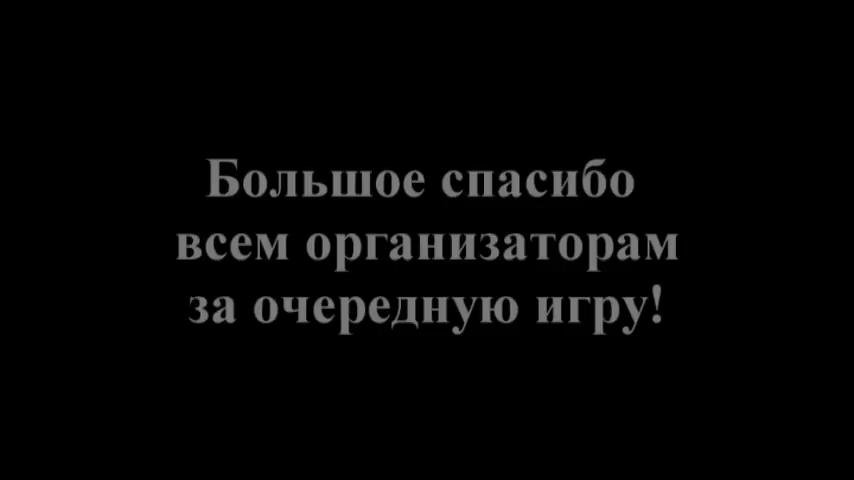 Большое спасибо
всем организаторам
за очередную игру!